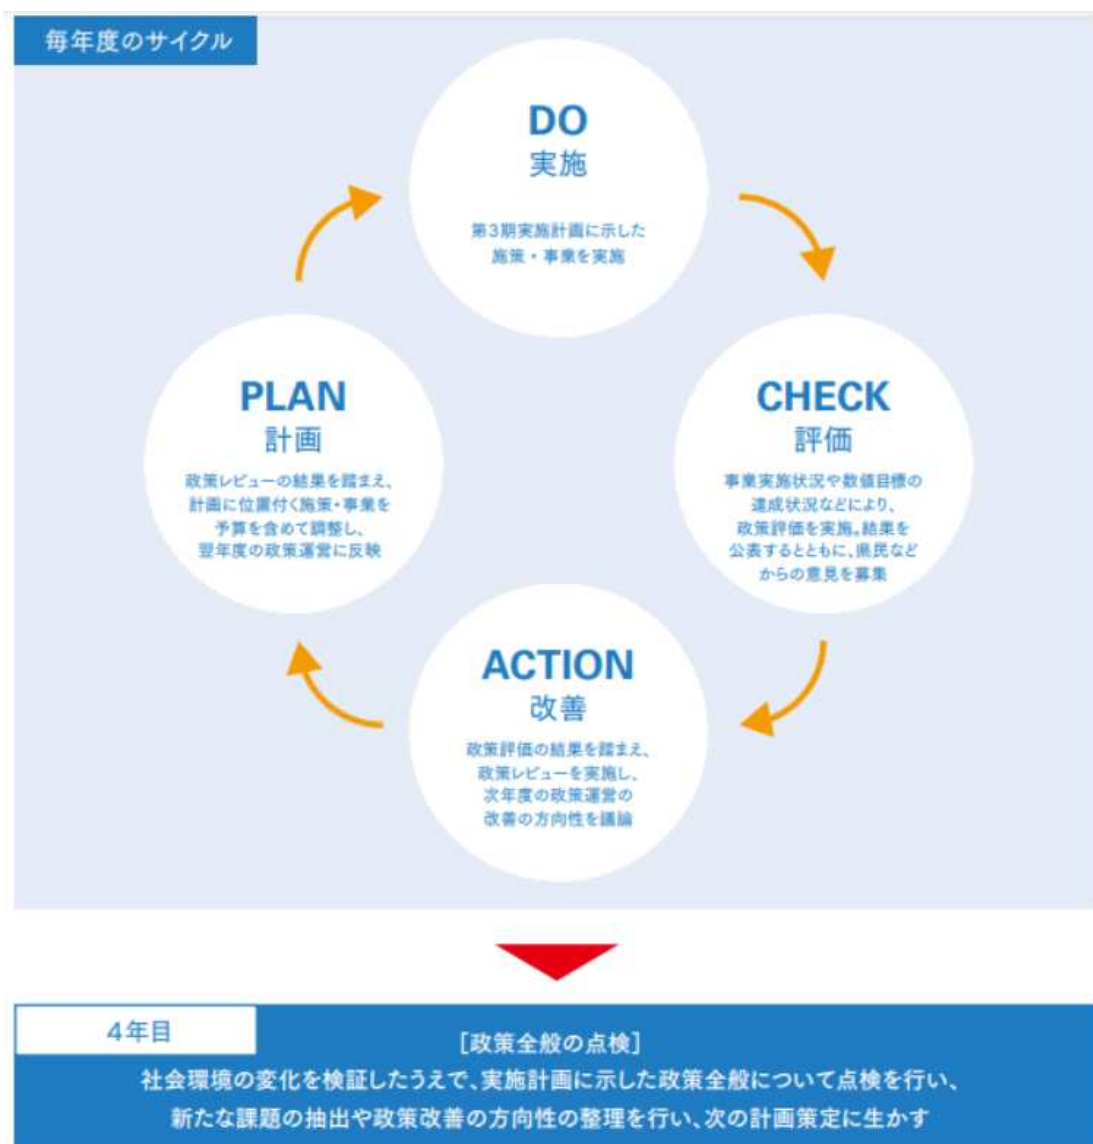 毎年度のサイクル
DO
実施
第3期実施計画に示した
施策・事業を実施
PLAN
計画
政策レビューの結果を踏まえ、
計画に位置付く施策・事業を
予算を含めて調整し、
翌年度の政策運営に反映
CHECK
評価
事業実施状況や数値目標の
達成状況などにより、
政策評価を実施。結果を
公表するとともに、県民など
からの意見を募集
ACTION
改善
政策評価の結果を踏まえ、
政策レビューを実施し、
次年度の政策運営の
改善の方向性を議論
4年目
[政策全般の点検]
社会環境の変化を検証したうえで、実施計画に示した政策全般について点検を行い、
新たな課題の抽出や政策改善の方向性の整理を行い、次の計画策定に生かす